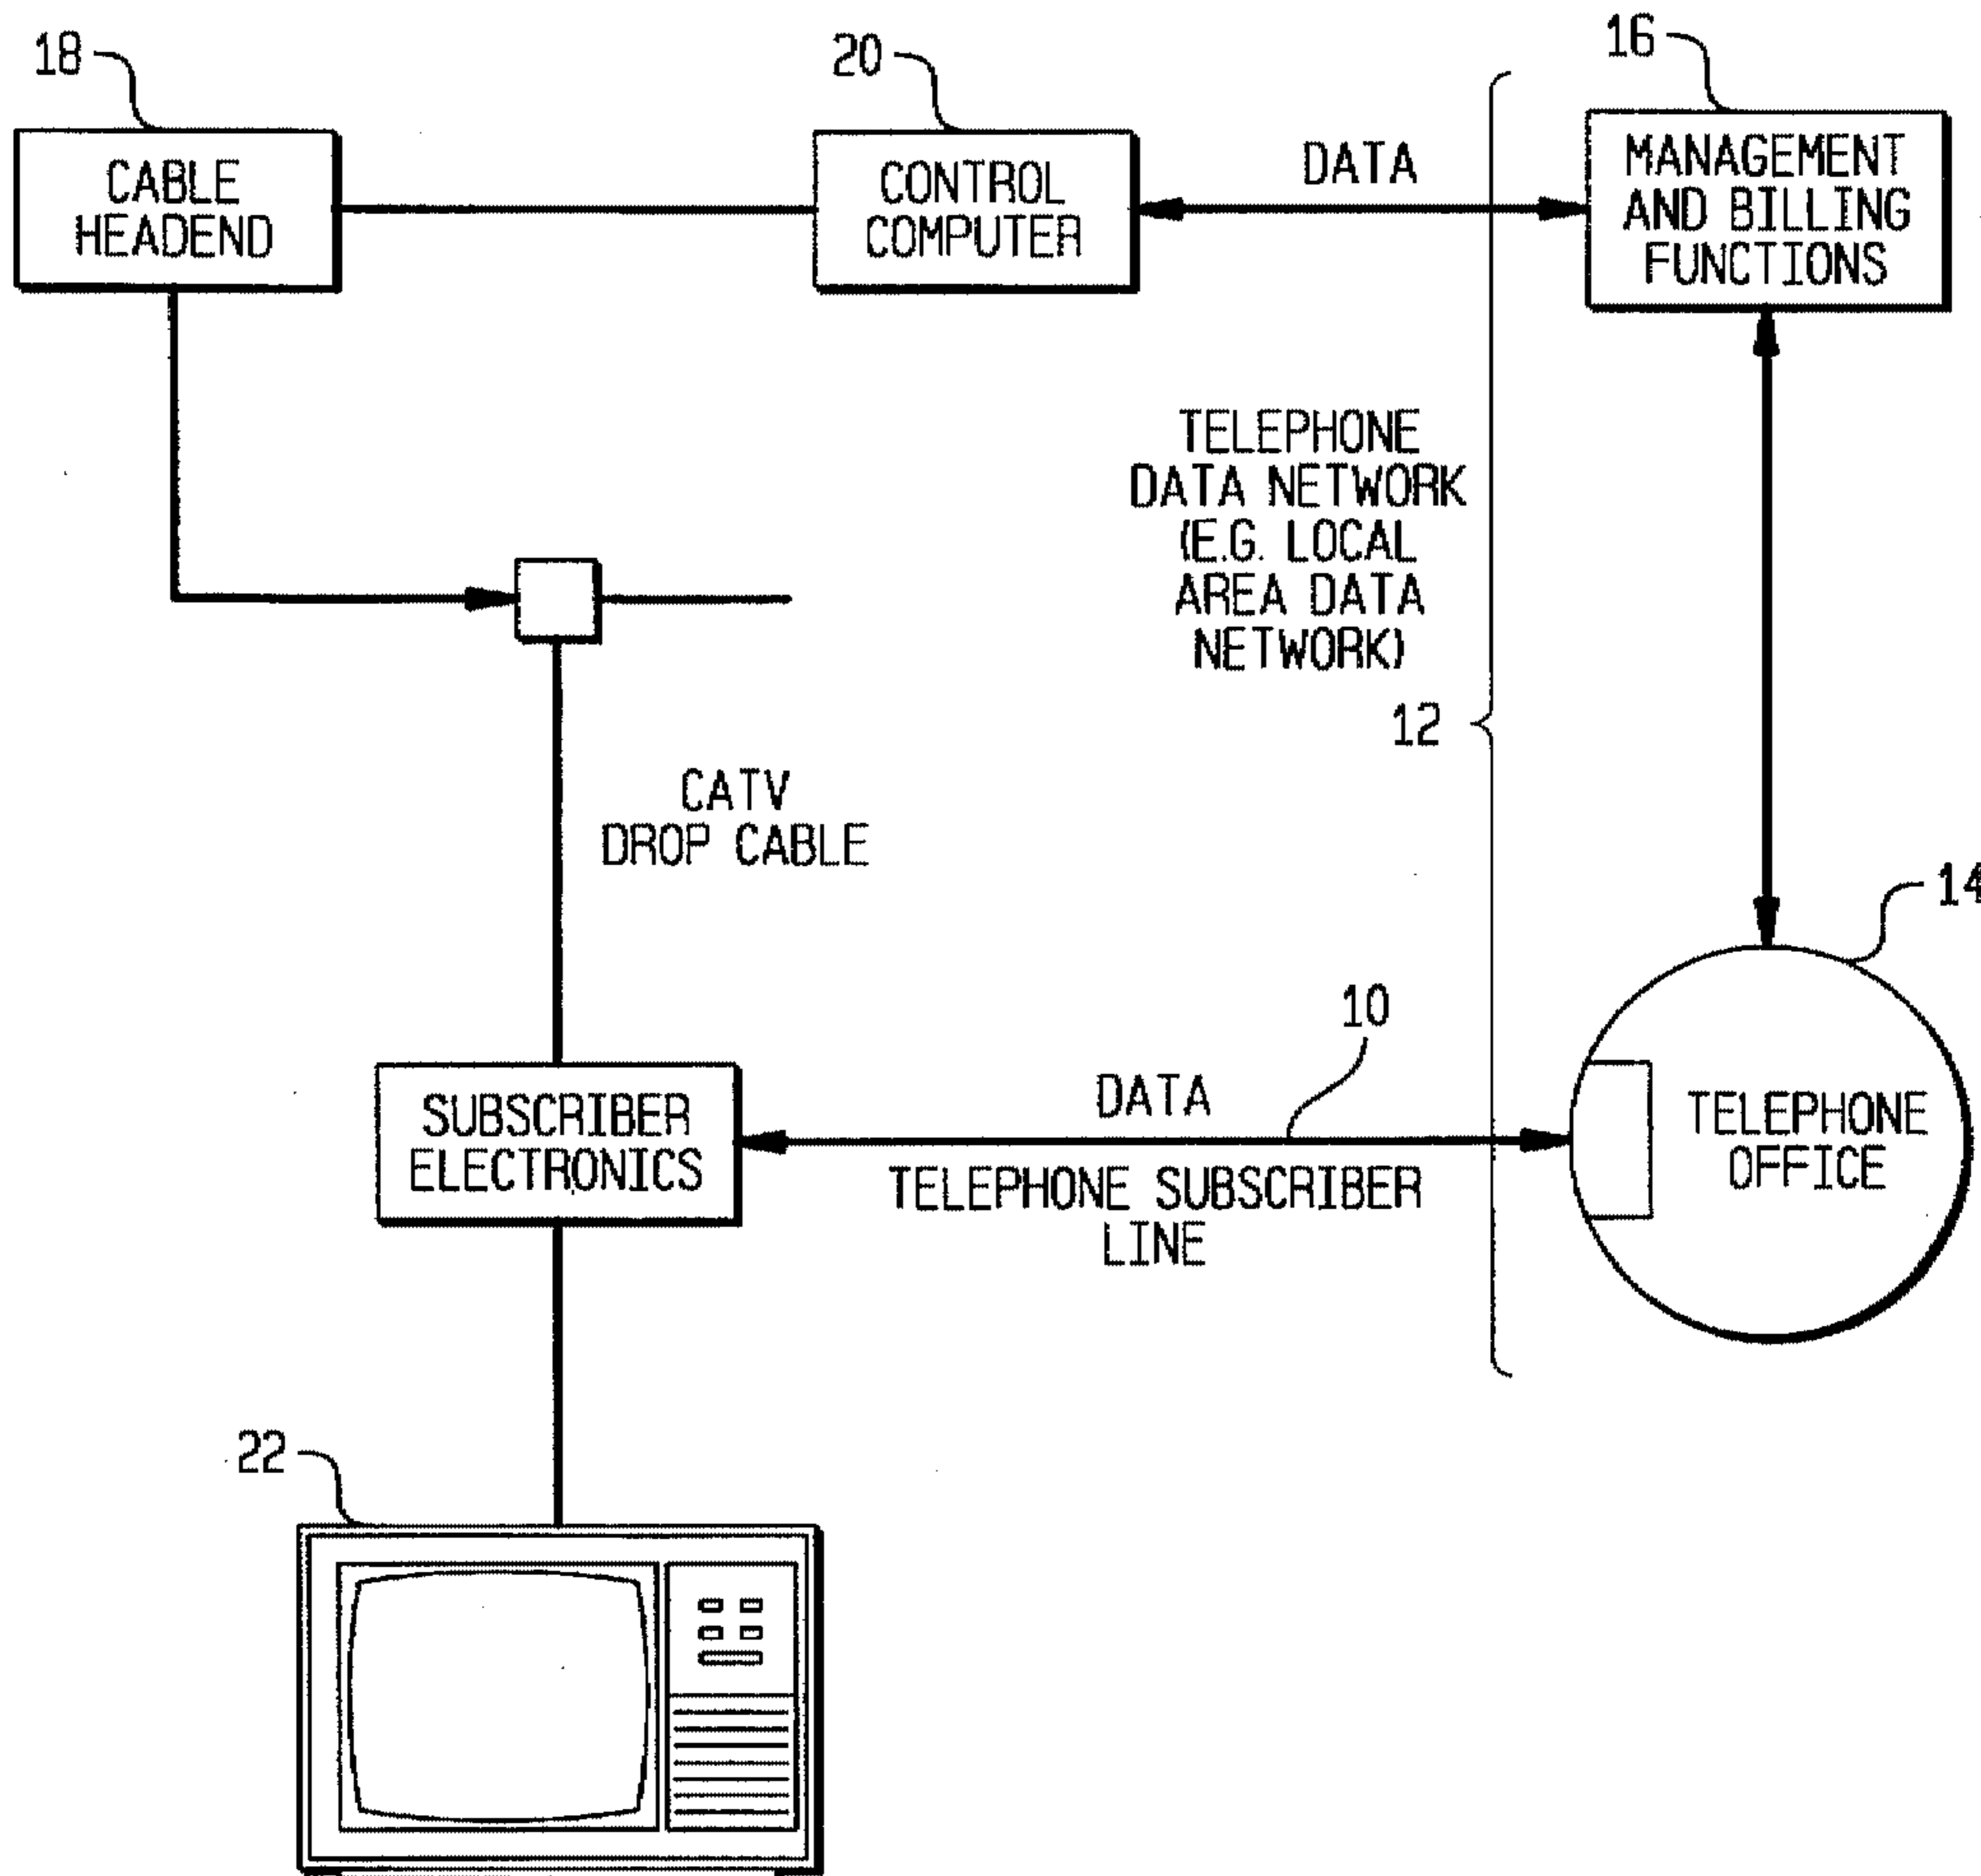 18
20
16
CABLE
HEADEND
CONTROL
COMPUTER
DATA
MANAGEMENT
AND BILLING
FUNCTIONS
TELEPHONE
DATA NETWORK
(E.G. LOCAL
AREA DATA
NETWORK)
12
CATV
DROP CABLE
14
10
SUBSCRIBER
ELECTRONICS
DATA
TELEPHONE SUBSCRIBER
LINE
TELEPHONE
OFFICE
22